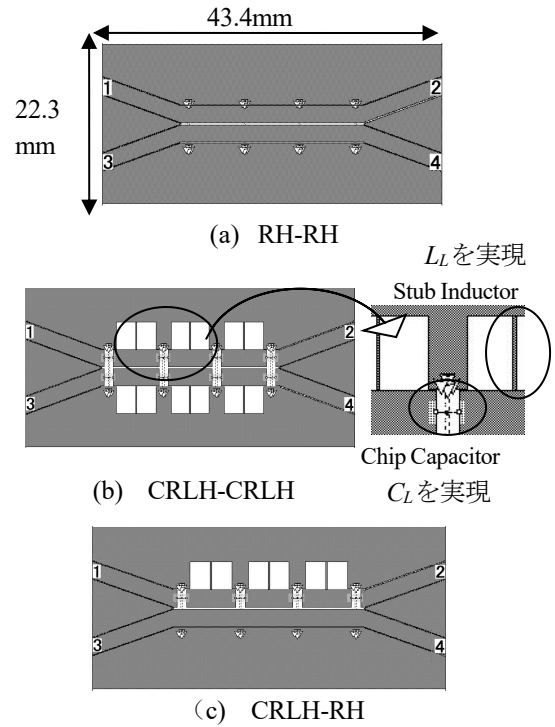 43.4mm
22.3
mm
1
2
3
4
(a) RH-RH
L_Lを実現
Stub Inductor
1
2
3
4
Chip Capacitor
(b) CRLH-CRLH
C_Lを実現
1
2
3
4
（c) CRLH-RH